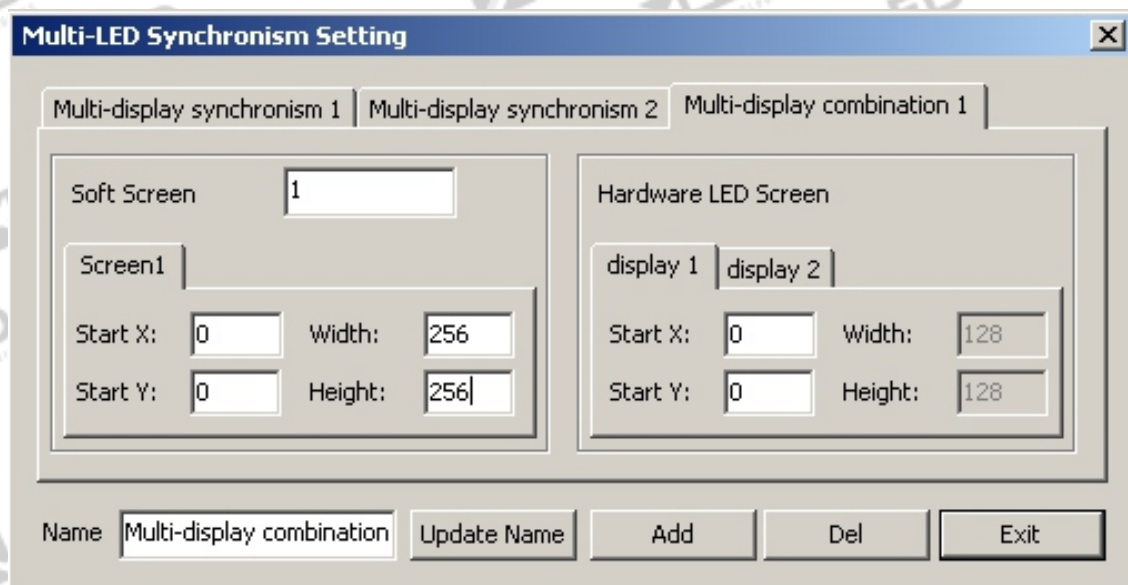 Multi-LED Synchronism Setting
Multi-display synchronism 1 Multi-display synchronism 2 Multi-display combination 1
Soft Screen 1
Screen1
Start X: 0 Width: 256
Start Y: 0 Height: 256
Hardware LED Screen
display 1 display 2
Start X: 0 Width: 128
Start Y: 0 Height: 128
Name Multi-display combination Update Name Add Del Exit